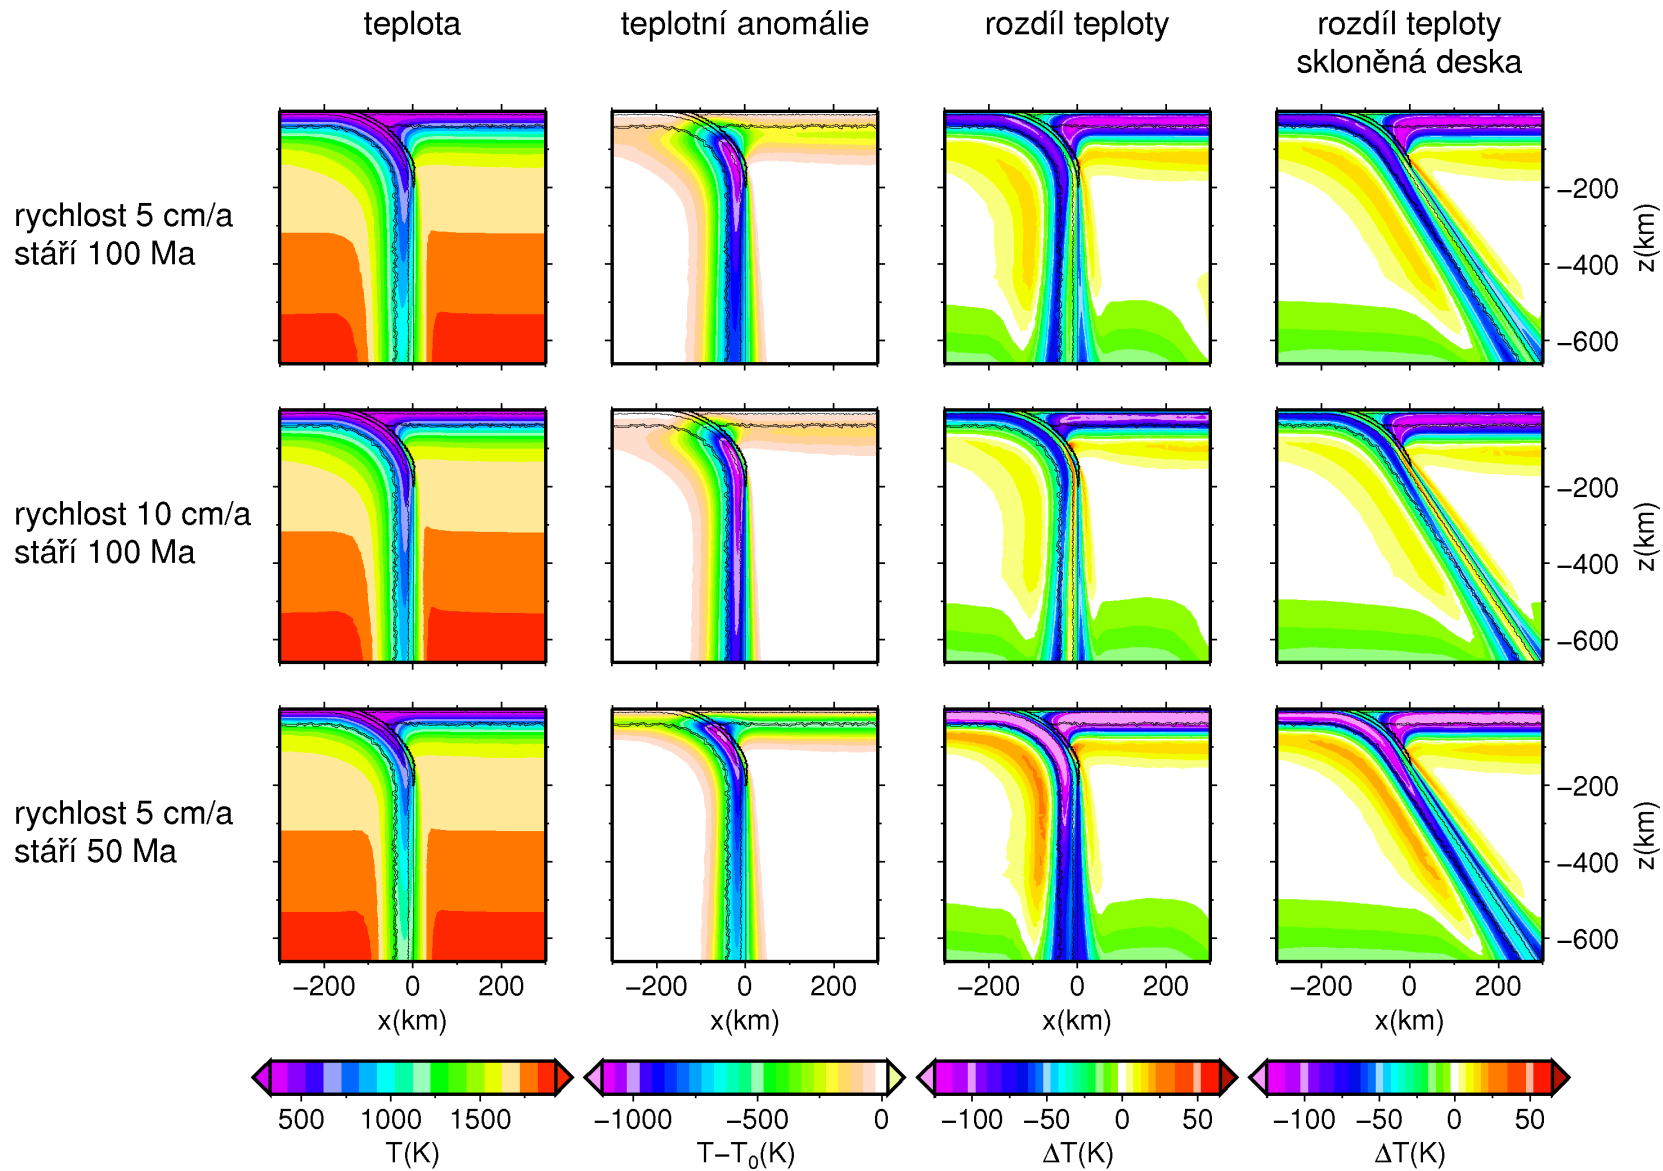 teplota
teplotní anomálie
rozdíl teploty
rozdíl teploty
skloněná deska
rychlost 5 cm/a
stáří 100 Ma
−200
−400
−600
z(km)
rychlost 10 cm/a
stáří 100 Ma
−200
−400
−600
z(km)
rychlost 5 cm/a
stáří 50 Ma
−200
−400
−600
z(km)
−200 0 200
−200 0 200
−200 0 200
−200 0 200
x(km)
x(km)
x(km)
x(km)
500 1000 1500
−1000 −500 0
−100 −50 0 50
−100 −50 0 50
T(K)
T−T₀(K)
ΔT(K)
ΔT(K)